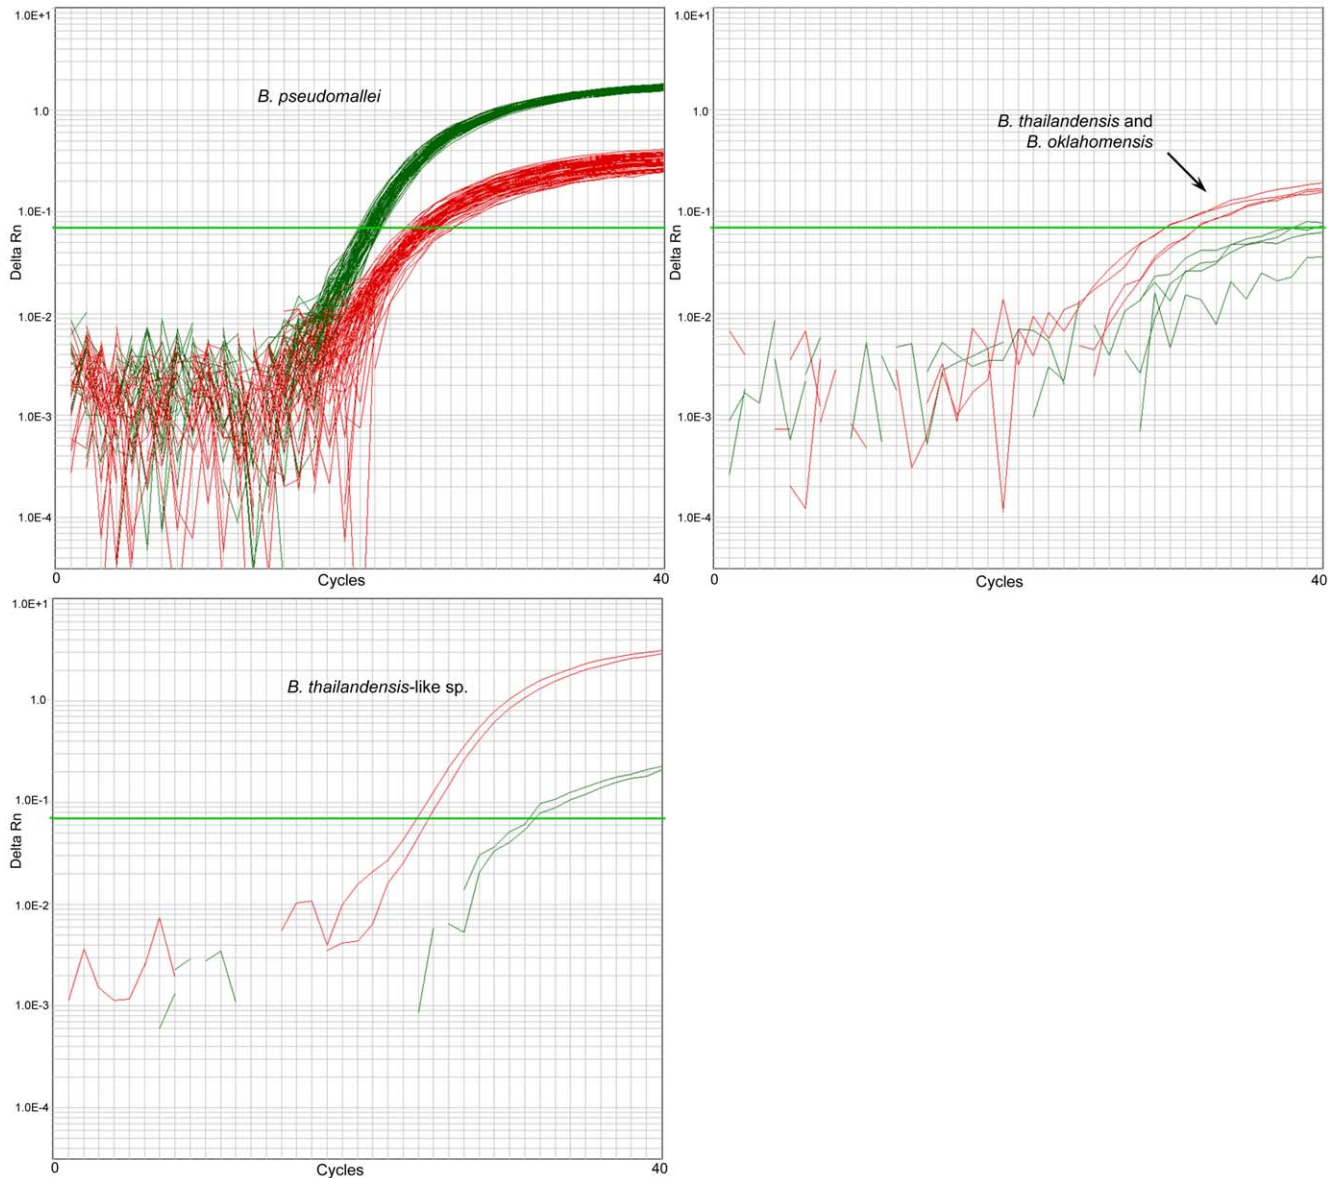 1.0E+1
1.0
1.0E-1
1.0E-2
1.0E-3
1.0E-4
Delta Rn
B. pseudomallei
0
Cycles
40
1.0E+1
1.0
1.0E-1
1.0E-2
1.0E-3
1.0E-4
Delta Rn
B. thailandensis and
B. oklahomensis
0
Cycles
40
1.0E+1
1.0
1.0E-1
1.0E-2
1.0E-3
1.0E-4
Delta Rn
B. thailandensis-like sp.
0
Cycles
40